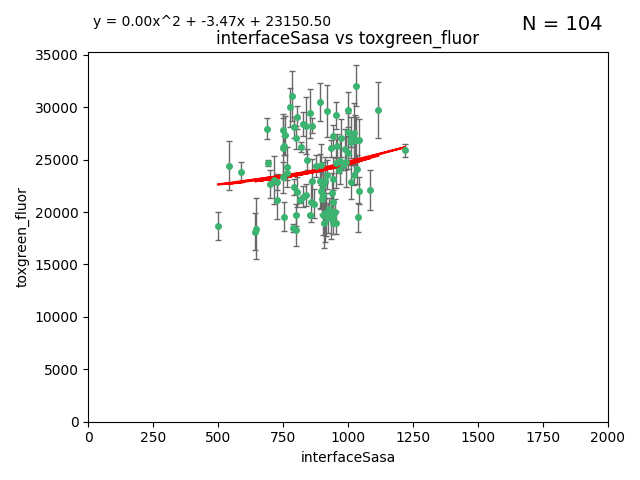 y = 0.00x^2 + -3.47x + 23150.50
N = 104
interfaceSasa vs toxgreen_fluor
35000
30000
25000
20000
15000
10000
5000
0
toxgreen_fluor
0 250 500 750 1000 1250 1500 1750 2000
interfaceSasa